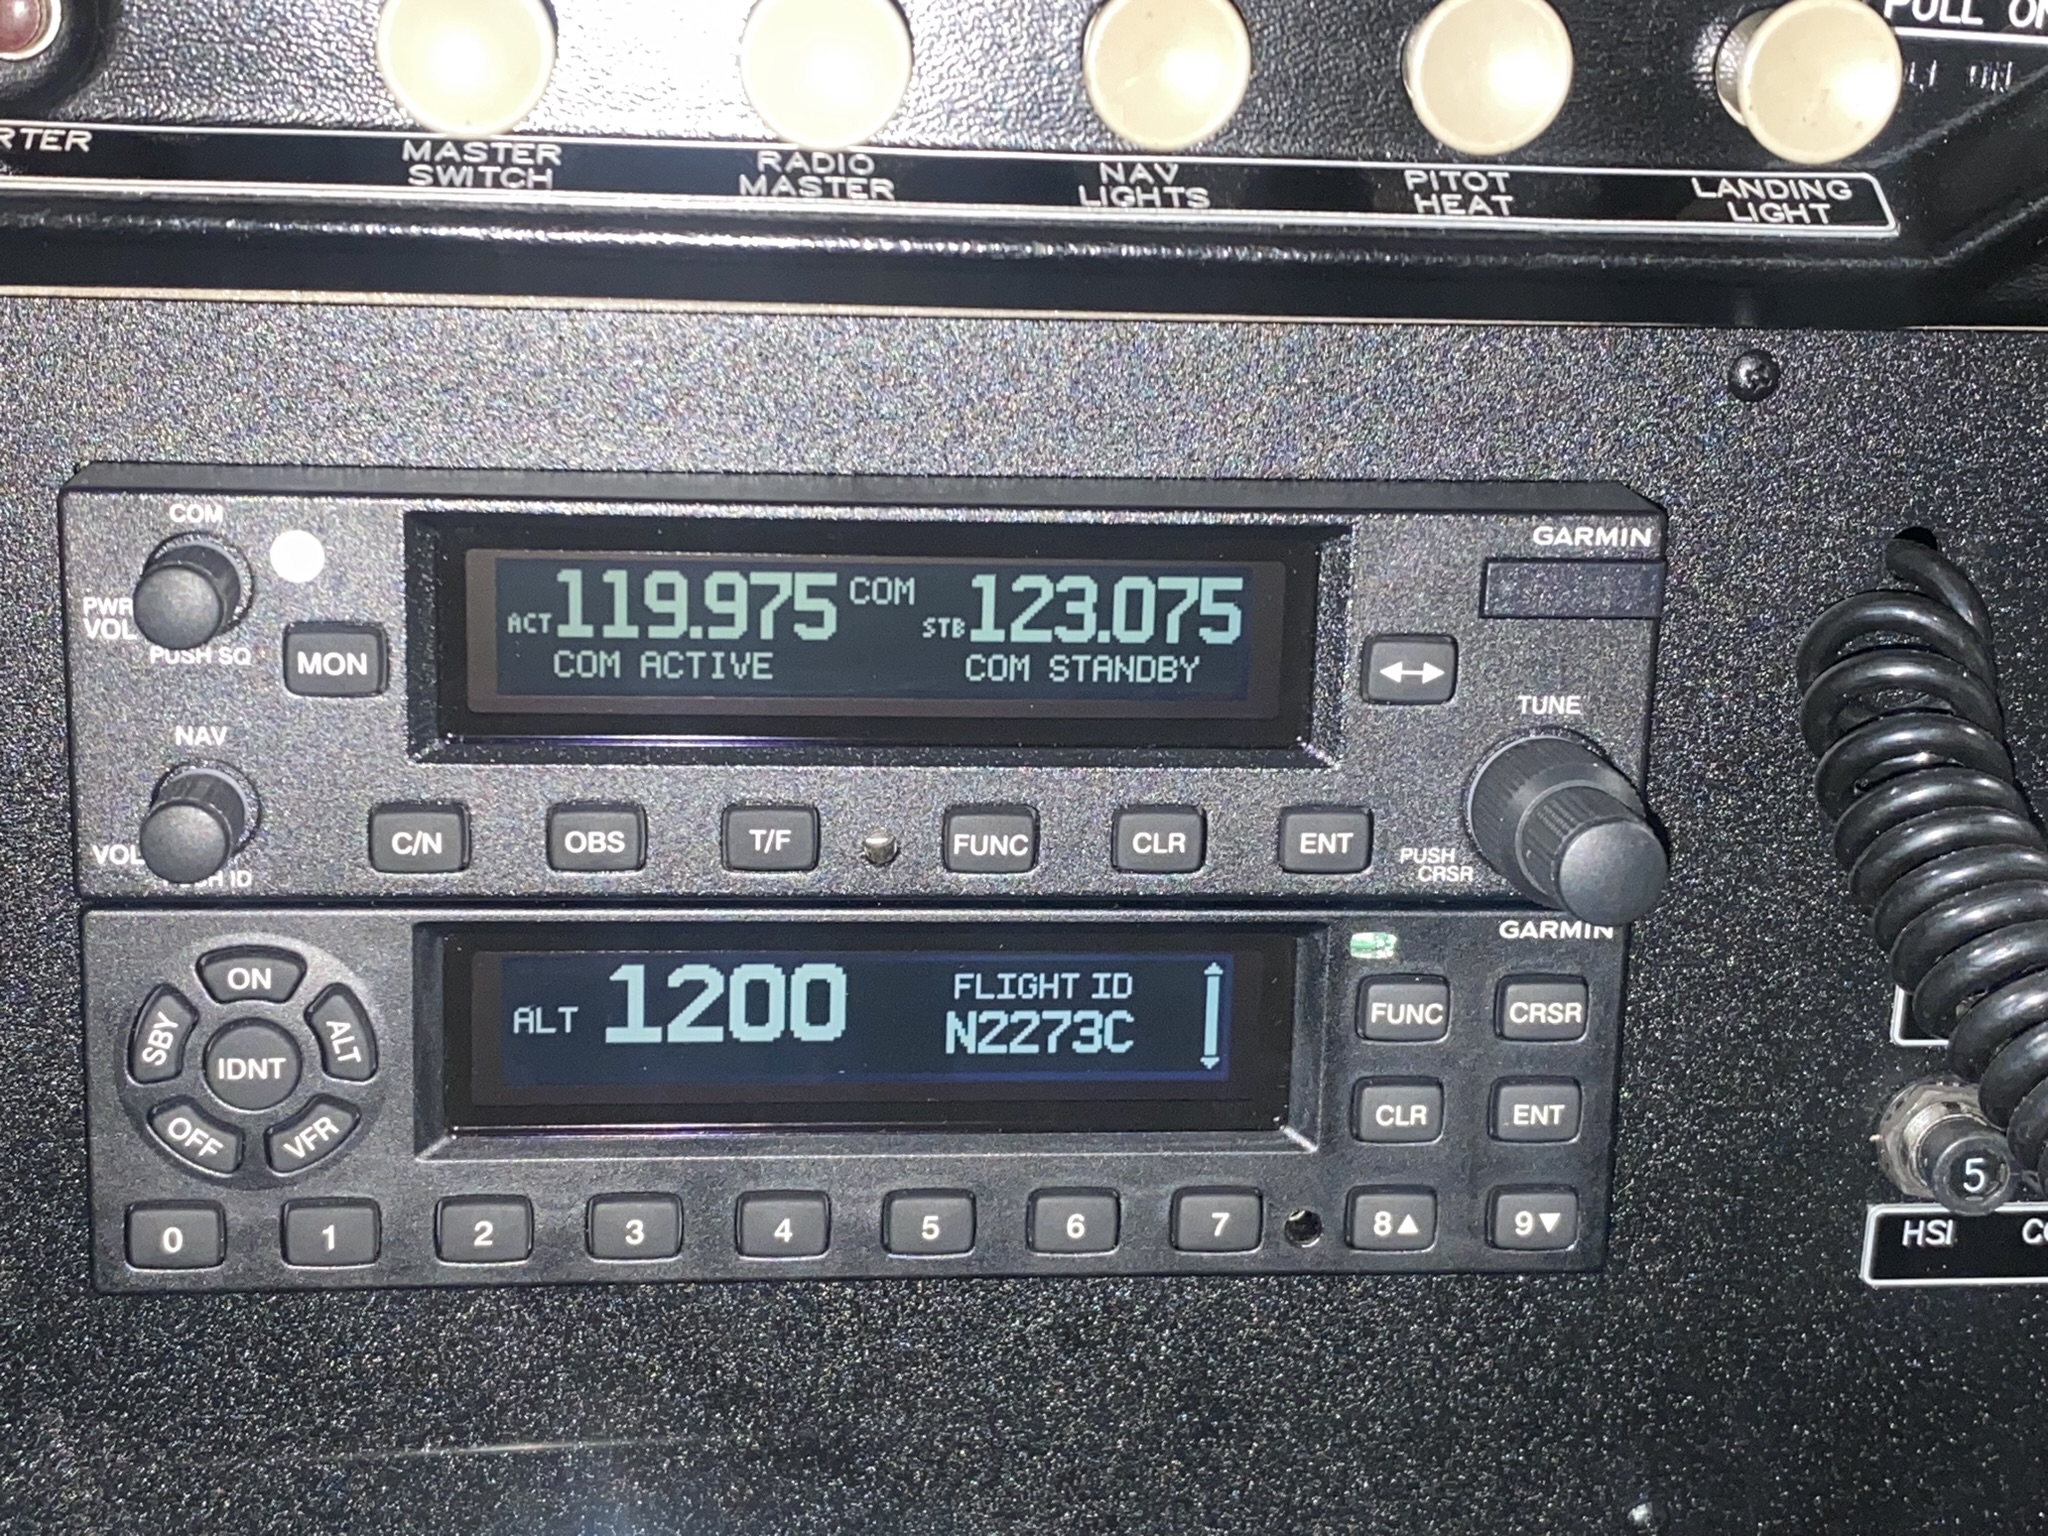 PULL ON
MASTER
SWITCH
RADIO
MASTER
NAV
LIGHTS
PITOT
HEAT
LANDING
LIGHT
COM
PWR
VOL
PUSH SQ
MON
ACT 119.975 COM STB 123.075
COM ACTIVE COM STANDBY
GARMIN
TUNE
NAV
VOL
ID
C/N OBS T/F FUNC CLR ENT
PUSH
CRSR
GARMIN
ON
SBY
ALT
IDNT
OFF
VFR
ALT 1200
FLIGHT ID
N2273C
FUNC CRSR
CLR ENT
0 1 2 3 4 5 6 7 8▲ 9▼
5
HSI